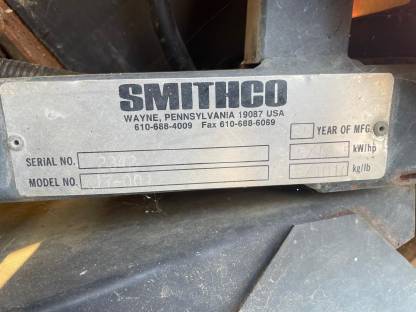 SMITHCO
WAYNE, PENNSYLVANIA 19087 USA
610-688-4009 Fax 610-688-6069
YEAR OF MFG.
SERIAL NO. kW/hp
MODEL NO. kg/lb